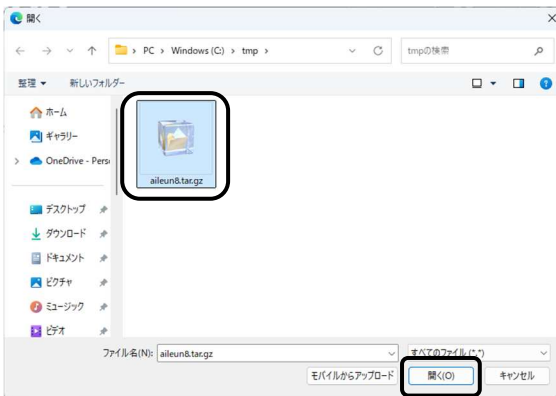 開く
PC > Windows (C:) > tmp >
tmpの検索
整理
新しいフォルダー
ホーム
ギャラリー
OneDrive - Pers
デスクトップ
ダウンロード
ドキュメント
ピクチャ
ミュージック
ビデオ
aileun8.tar.gz
ファイル名(N): aileun8.tar.gz
すべてのファイル (*.*)
モバイルからアップロード
開く(O)
キャンセル